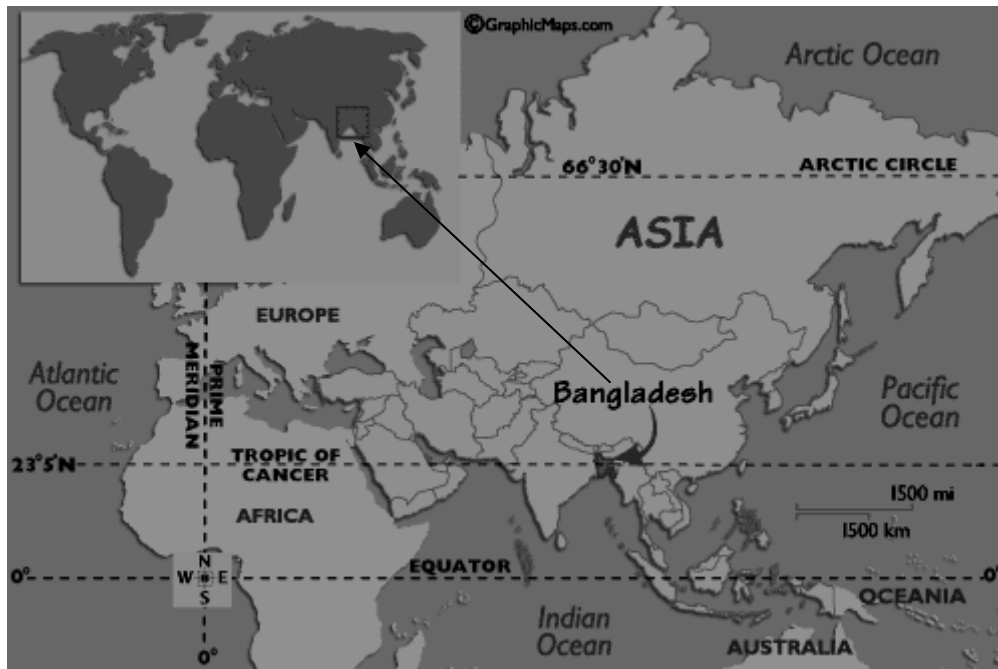 ©GraphicMaps.com
Arctic Ocean
66°30'N
ARCTIC CIRCLE
ASIA
EUROPE
Atlantic
Ocean
PRIME
MERIDIAN
Bangladesh
Pacific
Ocean
23°5'N
TROPIC OF
CANCER
AFRICA
1500 mi
1500 km
N
W E
S
0°
EQUATOR
0°
OCEANIA
Indian
Ocean
AUSTRALIA
0°